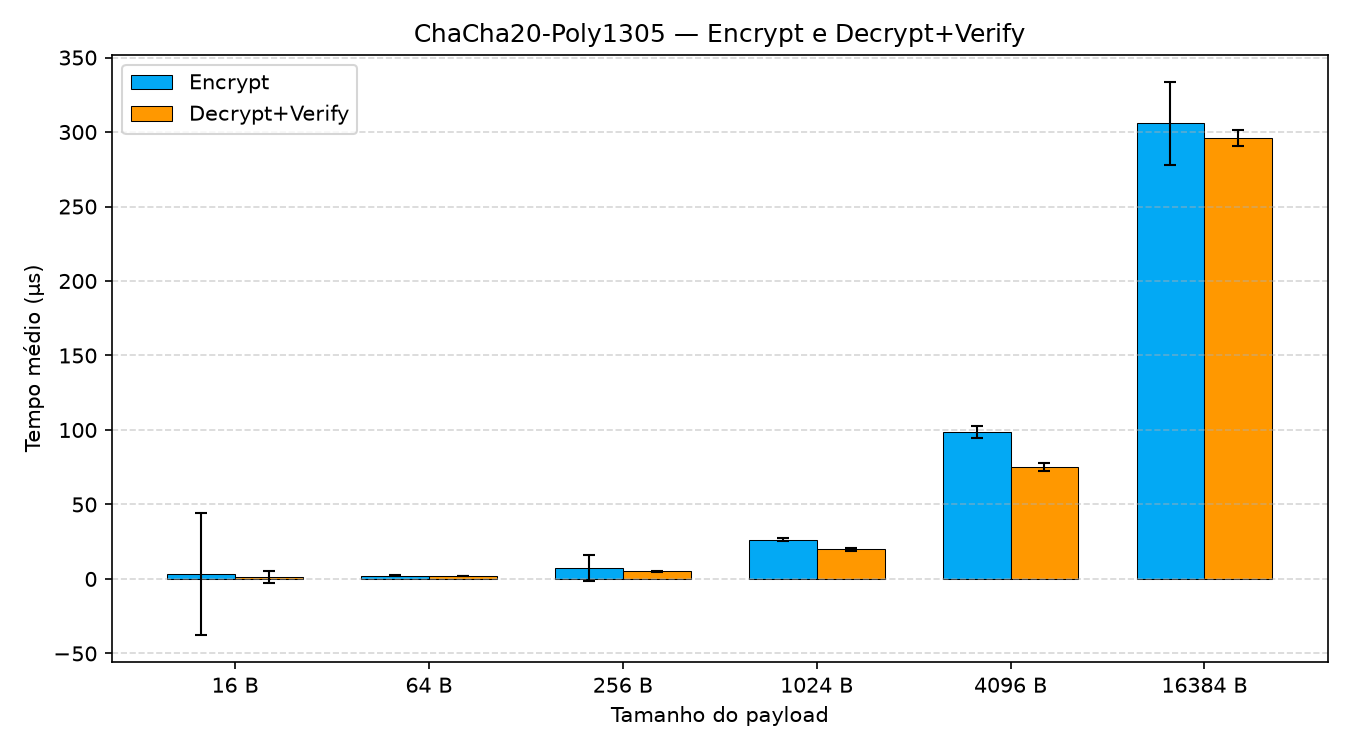 ChaCha20-Poly1305 — Encrypt e Decrypt+Verify
Encrypt
Decrypt+Verify
Tempo médio (µs)
350
300
250
200
150
100
50
0
−50
16 B
64 B
256 B
1024 B
4096 B
16384 B
Tamanho do payload